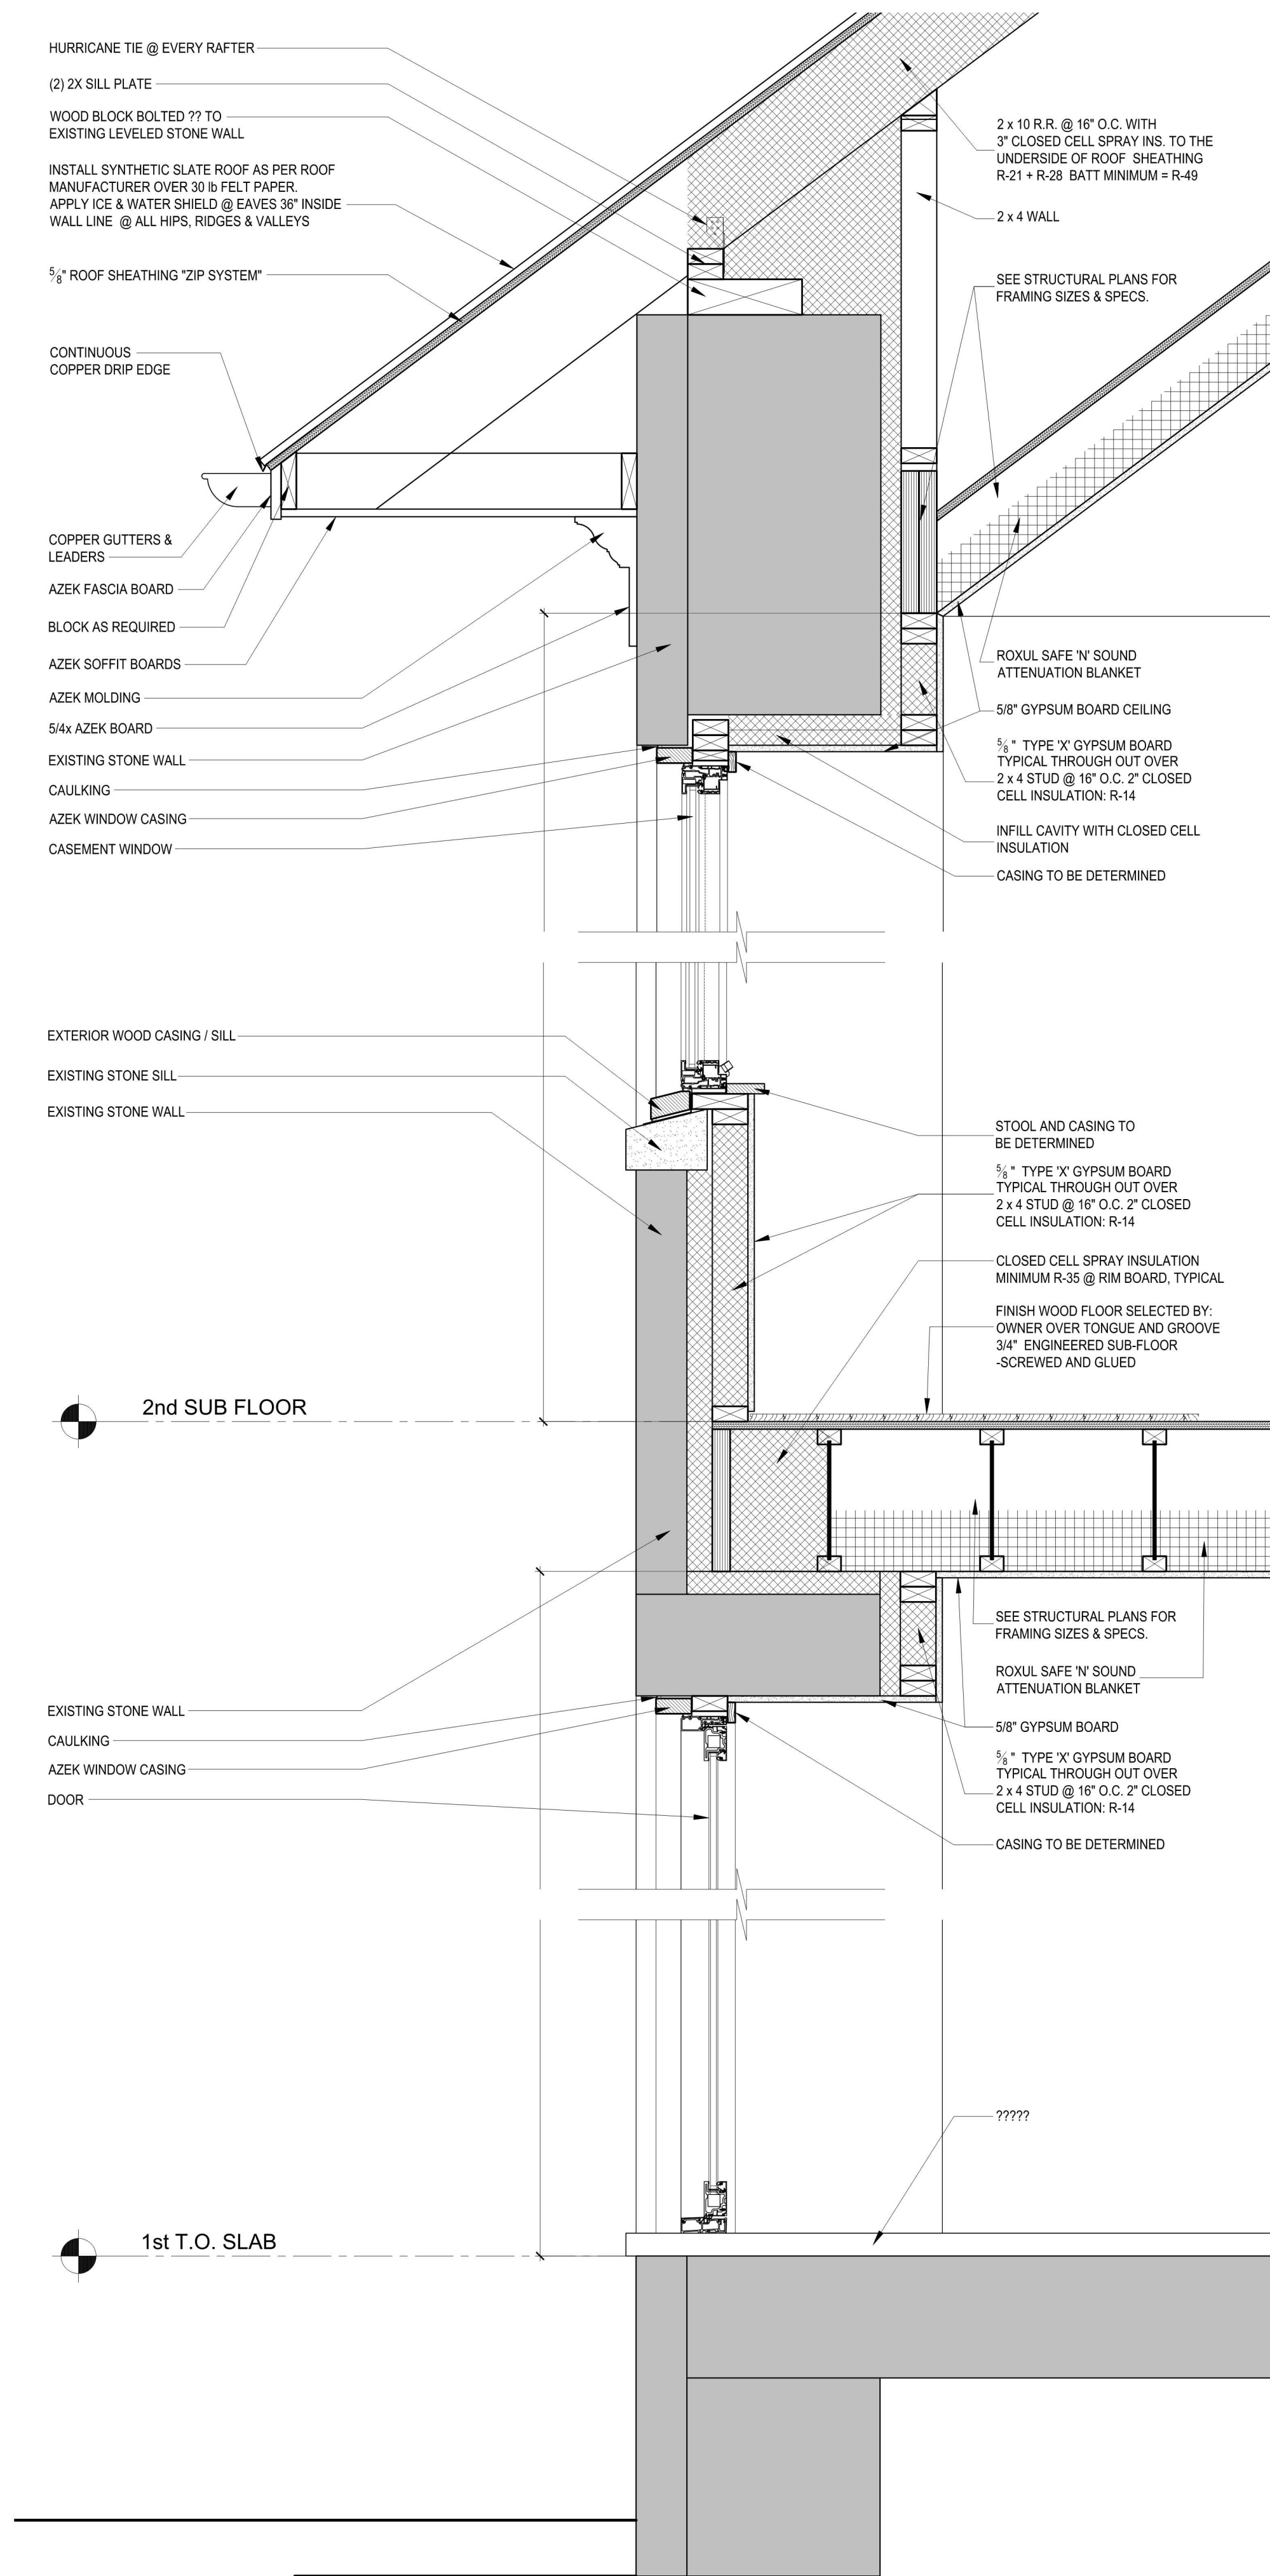 HURRICANE TIE @ EVERY RAFTER
(2) 2X SILL PLATE
WOOD BLOCK BOLTED ?? TO
EXISTING LEVELED STONE WALL
INSTALL SYNTHETIC SLATE ROOF AS PER ROOF
MANUFACTURER OVER 30 lb FELT PAPER.
APPLY ICE & WATER SHIELD @ EAVES 36" INSIDE
WALL LINE @ ALL HIPS, RIDGES & VALLEYS
5/8" ROOF SHEATHING "ZIP SYSTEM"
CONTINUOUS
COPPER DRIP EDGE
COPPER GUTTERS &
LEADERS
AZEK FASCIA BOARD
BLOCK AS REQUIRED
AZEK SOFFIT BOARDS
AZEK MOLDING
5/4x AZEK BOARD
EXISTING STONE WALL
CAULKING
AZEK WINDOW CASING
CASEMENT WINDOW
2 x 10 R.R. @ 16" O.C. WITH
3" CLOSED CELL SPRAY INS. TO THE
UNDERSIDE OF ROOF SHEATHING
R-21 + R-28 BATT MINIMUM = R-49
2 x 4 WALL
SEE STRUCTURAL PLANS FOR
FRAMING SIZES & SPECS.
ROXUL SAFE 'N' SOUND
ATTENUATION BLANKET
5/8" GYPSUM BOARD CEILING
5/8 " TYPE 'X' GYPSUM BOARD
TYPICAL THROUGH OUT OVER
2 x 4 STUD @ 16" O.C. 2" CLOSED
CELL INSULATION: R-14
INFILL CAVITY WITH CLOSED CELL
INSULATION
CASING TO BE DETERMINED
EXTERIOR WOOD CASING / SILL
EXISTING STONE SILL
EXISTING STONE WALL
STOOL AND CASING TO
BE DETERMINED
5/8 " TYPE 'X' GYPSUM BOARD
TYPICAL THROUGH OUT OVER
2 x 4 STUD @ 16" O.C. 2" CLOSED
CELL INSULATION: R-14
CLOSED CELL SPRAY INSULATION
MINIMUM R-35 @ RIM BOARD, TYPICAL
FINISH WOOD FLOOR SELECTED BY:
OWNER OVER TONGUE AND GROOVE
3/4" ENGINEERED SUB-FLOOR
-SCREWED AND GLUED
2nd SUB FLOOR
SEE STRUCTURAL PLANS FOR
FRAMING SIZES & SPECS.
ROXUL SAFE 'N' SOUND
ATTENUATION BLANKET
5/8" GYPSUM BOARD
5/8 " TYPE 'X' GYPSUM BOARD
TYPICAL THROUGH OUT OVER
2 x 4 STUD @ 16" O.C. 2" CLOSED
CELL INSULATION: R-14
CASING TO BE DETERMINED
EXISTING STONE WALL
CAULKING
AZEK WINDOW CASING
DOOR
?????
1st T.O. SLAB